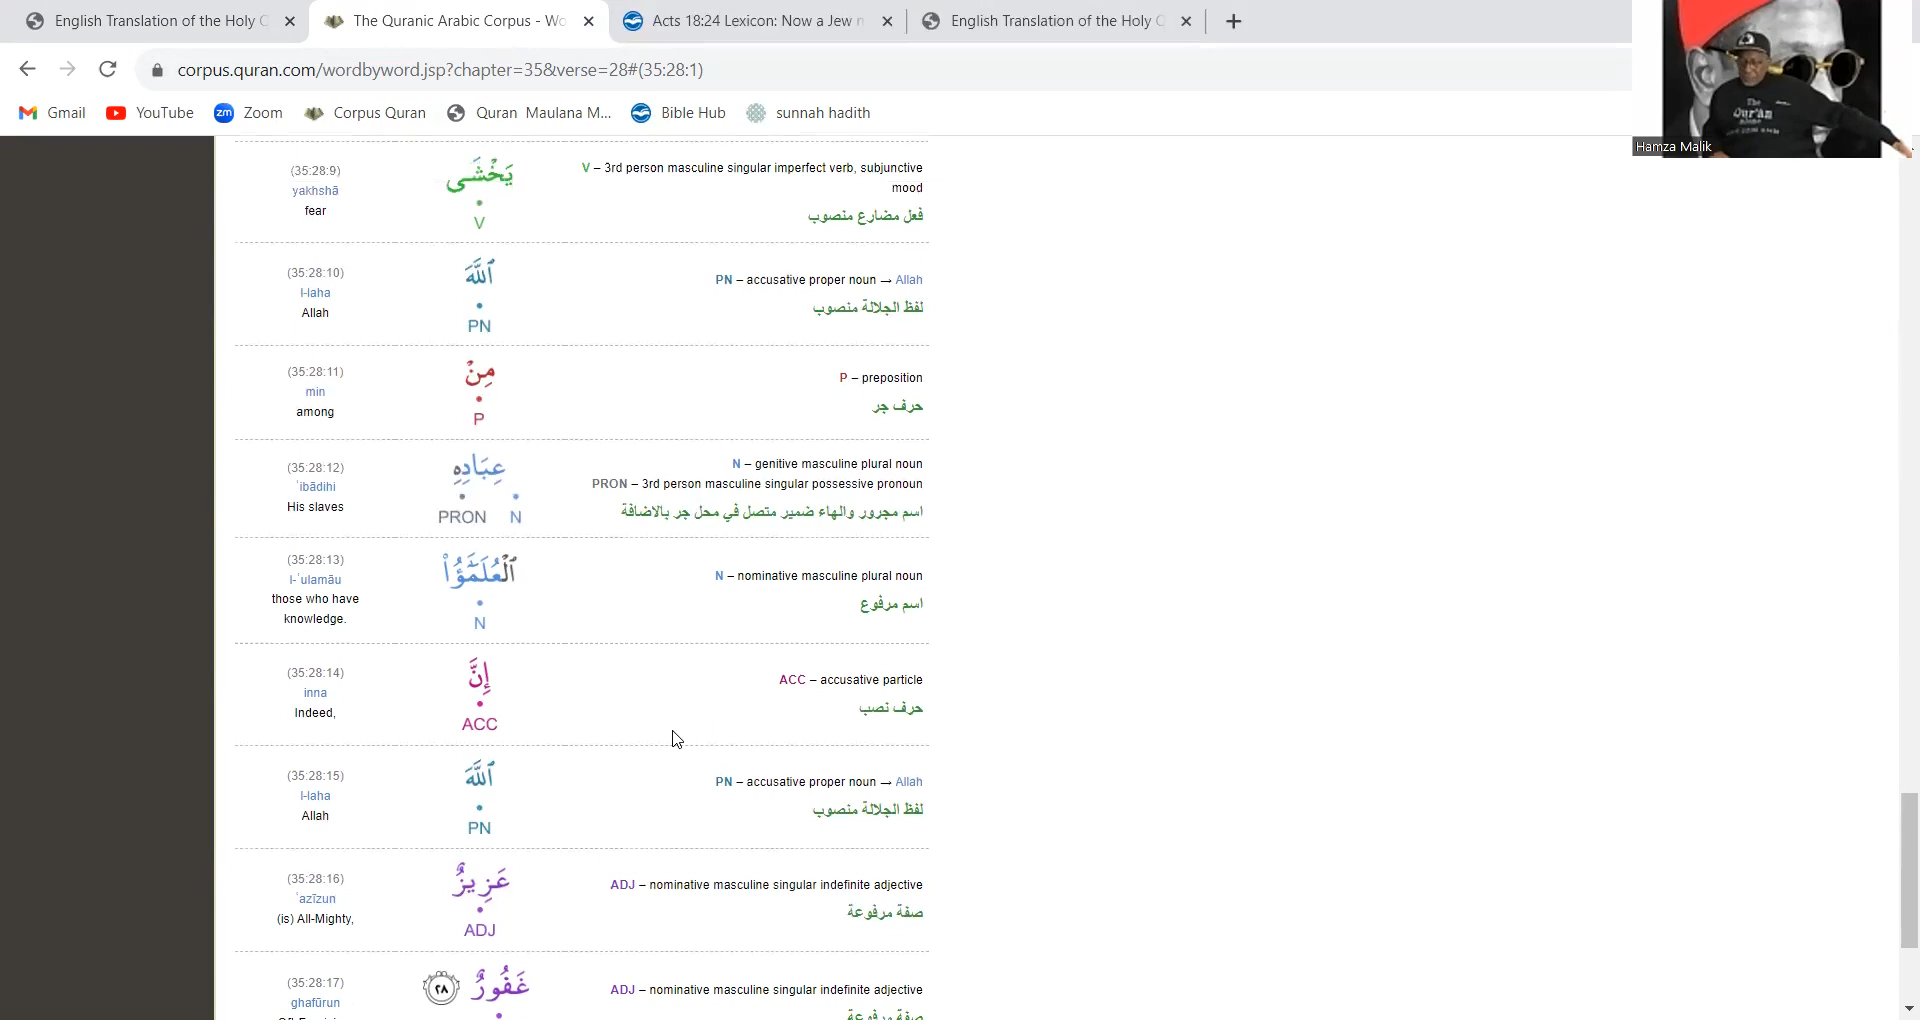 English Translation of the Holy Q
The Quranic Arabic Corpus - Wo
Acts 18:24 Lexicon: Now a Jew n
English Translation of the Holy Q
corpus.quran.com/wordbyword.jsp?chapter=35&verse=28#(35:28:1)
Gmail
YouTube
zm Zoom
Corpus Quran
Quran Maulana M...
Bible Hub
sunnah hadith
The
Qur'an
Hamza Malik
(35:28:9)
yakhshā
fear
يَخْشَى
V
V – 3rd person masculine singular imperfect verb, subjunctive
mood
فعل مضارع منصوب
(35:28:10)
l-laha
Allah
ٱللَّهَ
PN
PN – accusative proper noun → Allah
لفظ الجلالة منصوب
(35:28:11)
min
among
مِنْ
P
P – preposition
حرف جر
(35:28:12)
ʿibādihi
His slaves
عِبَادِهِ
PRON N
N – genitive masculine plural noun
PRON – 3rd person masculine singular possessive pronoun
اسم مجرور والهاء ضمير متصل في محل جر بالاضافة
(35:28:13)
l-ʿulamāu
those who have
knowledge.
ٱلْعُلَمَٰٓؤُا۟
N
N – nominative masculine plural noun
اسم مرفوع
(35:28:14)
inna
Indeed,
إِنَّ
ACC
ACC – accusative particle
حرف نصب
(35:28:15)
l-laha
Allah
ٱللَّهَ
PN
PN – accusative proper noun → Allah
لفظ الجلالة منصوب
(35:28:16)
ʿazīzun
(is) All-Mighty,
عَزِيزٌ
ADJ
ADJ – nominative masculine singular indefinite adjective
صفة مرفوعة
(35:28:17)
ghafūrun
غَفُورٌ ٢٨
ADJ – nominative masculine singular indefinite adjective
صفة مرفوعة